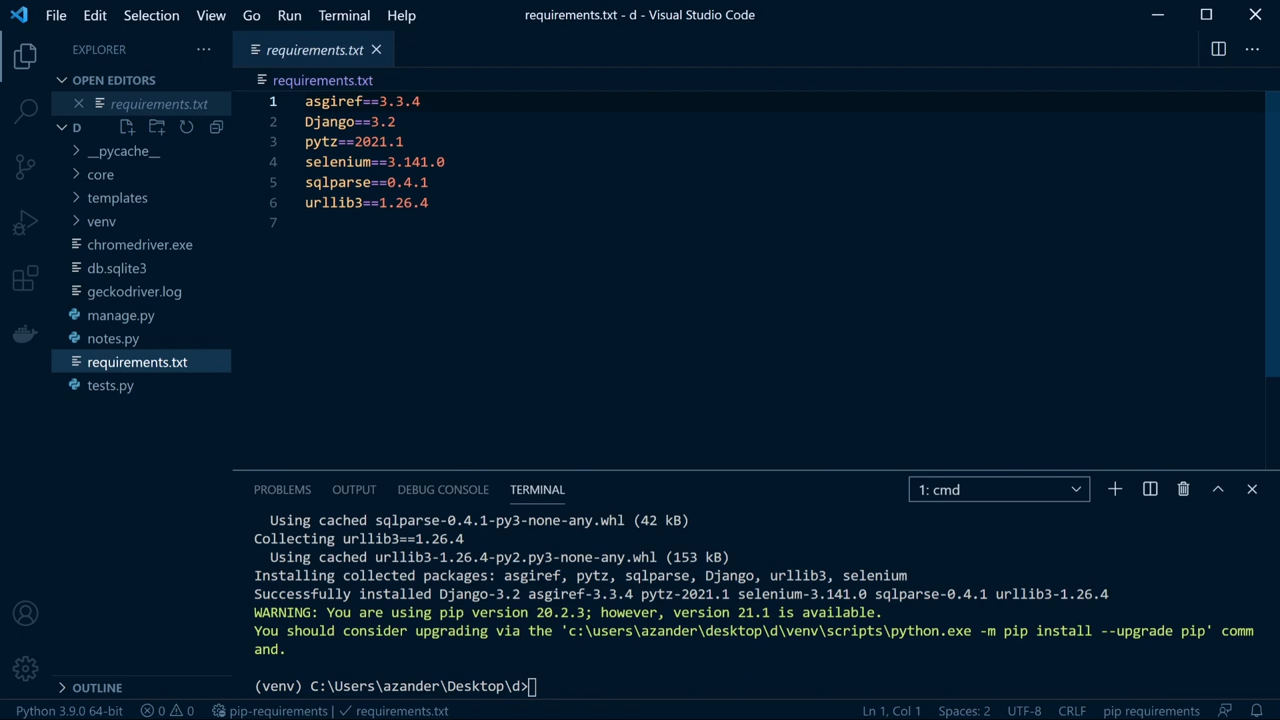 File Edit Selection View Go Run Terminal Help
requirements.txt - d - Visual Studio Code
EXPLORER
requirements.txt
OPEN EDITORS
requirements.txt
requirements.txt
D
__pycache__
core
templates
venv
chromedriver.exe
db.sqlite3
geckodriver.log
manage.py
notes.py
requirements.txt
tests.py
OUTLINE
1 asgiref==3.3.4
2 Django==3.2
3 pytz==2021.1
4 selenium==3.141.0
5 sqlparse==0.4.1
6 urllib3==1.26.4
7
PROBLEMS OUTPUT DEBUG CONSOLE TERMINAL
1: cmd
Using cached sqlparse-0.4.1-py3-none-any.whl (42 kB)
Collecting urllib3==1.26.4
Using cached urllib3-1.26.4-py2.py3-none-any.whl (153 kB)
Installing collected packages: asgiref, pytz, sqlparse, Django, urllib3, selenium
Successfully installed Django-3.2 asgiref-3.3.4 pytz-2021.1 selenium-3.141.0 sqlparse-0.4.1 urllib3-1.26.4
WARNING: You are using pip version 20.2.3; however, version 21.1 is available.
You should consider upgrading via the 'c:\users\azander\desktop\d\venv\scripts\python.exe -m pip install --upgrade pip' comm
and.
(venv) C:\Users\azander\Desktop\d>
Python 3.9.0 64-bit 0 0 pip-requirements | requirements.txt Ln 1, Col 1 Spaces: 2 UTF-8 CRLF pip requirements